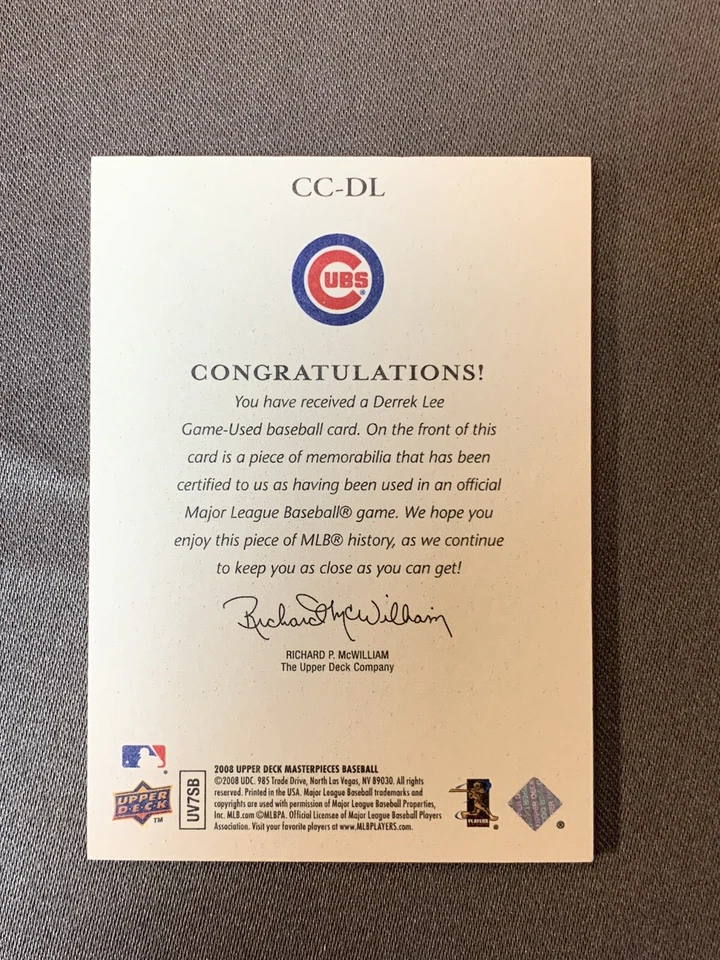 CC-DL
CUBS®
CONGRATULATIONS!
You have received a Derrek Lee
Game-Used baseball card. On the front of this
card is a piece of memorabilia that has been
certified to us as having been used in an official
Major League Baseball® game. We hope you
enjoy this piece of MLB® history, as we continue
to keep you as close as you can get!
Richard McWilliam
RICHARD P. McWILLIAM
The Upper Deck Company
®
UPPER
D·E·C·K
TM
UV7SB
2008 UPPER DECK MASTERPIECES BASEBALL
©2008 UDC. 985 Trade Drive, North Las Vegas, NV 89030. All rights
reserved. Printed in the USA. Major League Baseball trademarks and
copyrights are used with permission of Major League Baseball Properties,
Inc. MLB.com ©MLBPA. Official Licensee of Major League Baseball Players
Association. Visit your favorite players at www.MLBPLAYERS.com.
PLAYERS
®
®